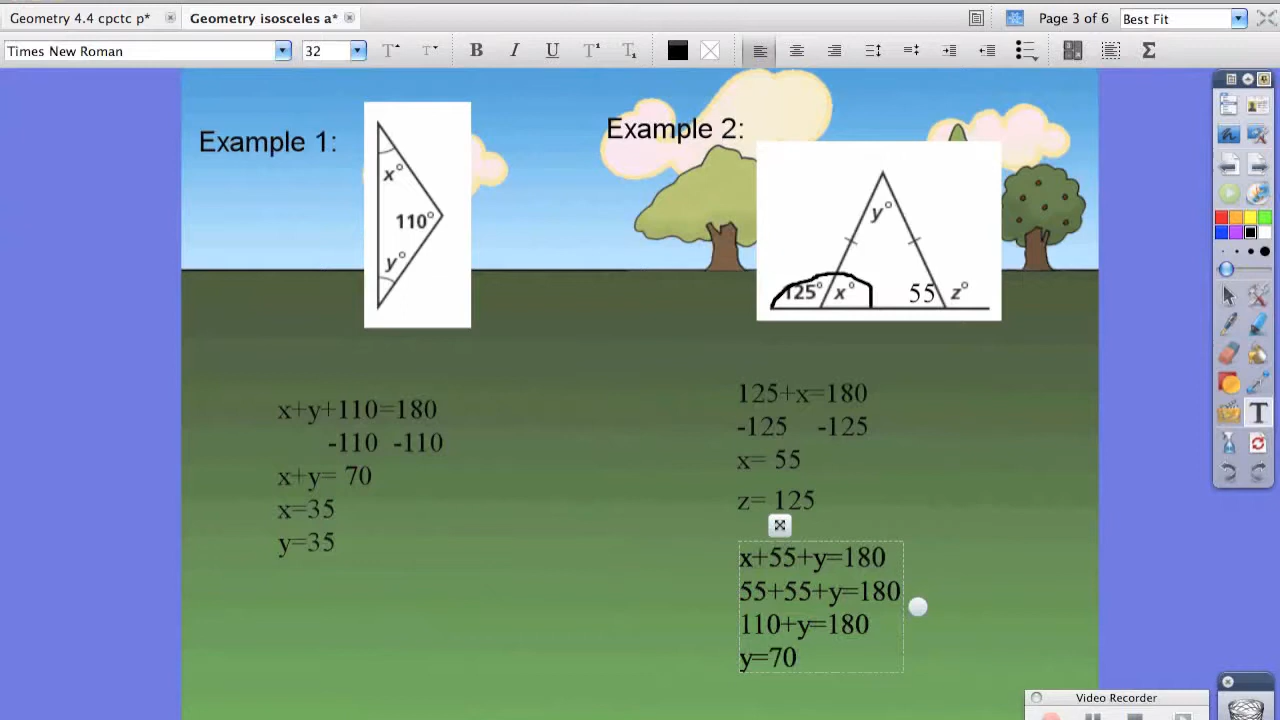 Geometry 4.4 cpctc p*
Geometry isosceles a*
Page 3 of 6
Best Fit
Times New Roman
32
B I U T¹ T₁ Σ
Example 1:
x°
110°
y°
x+y+110=180
-110 -110
x+y= 70
x=35
y=35
Example 2:
y°
125° x° 55 z°
125+x=180
-125 -125
x= 55
z= 125
x+55+y=180
55+55+y=180
110+y=180
y=70
T
Video Recorder